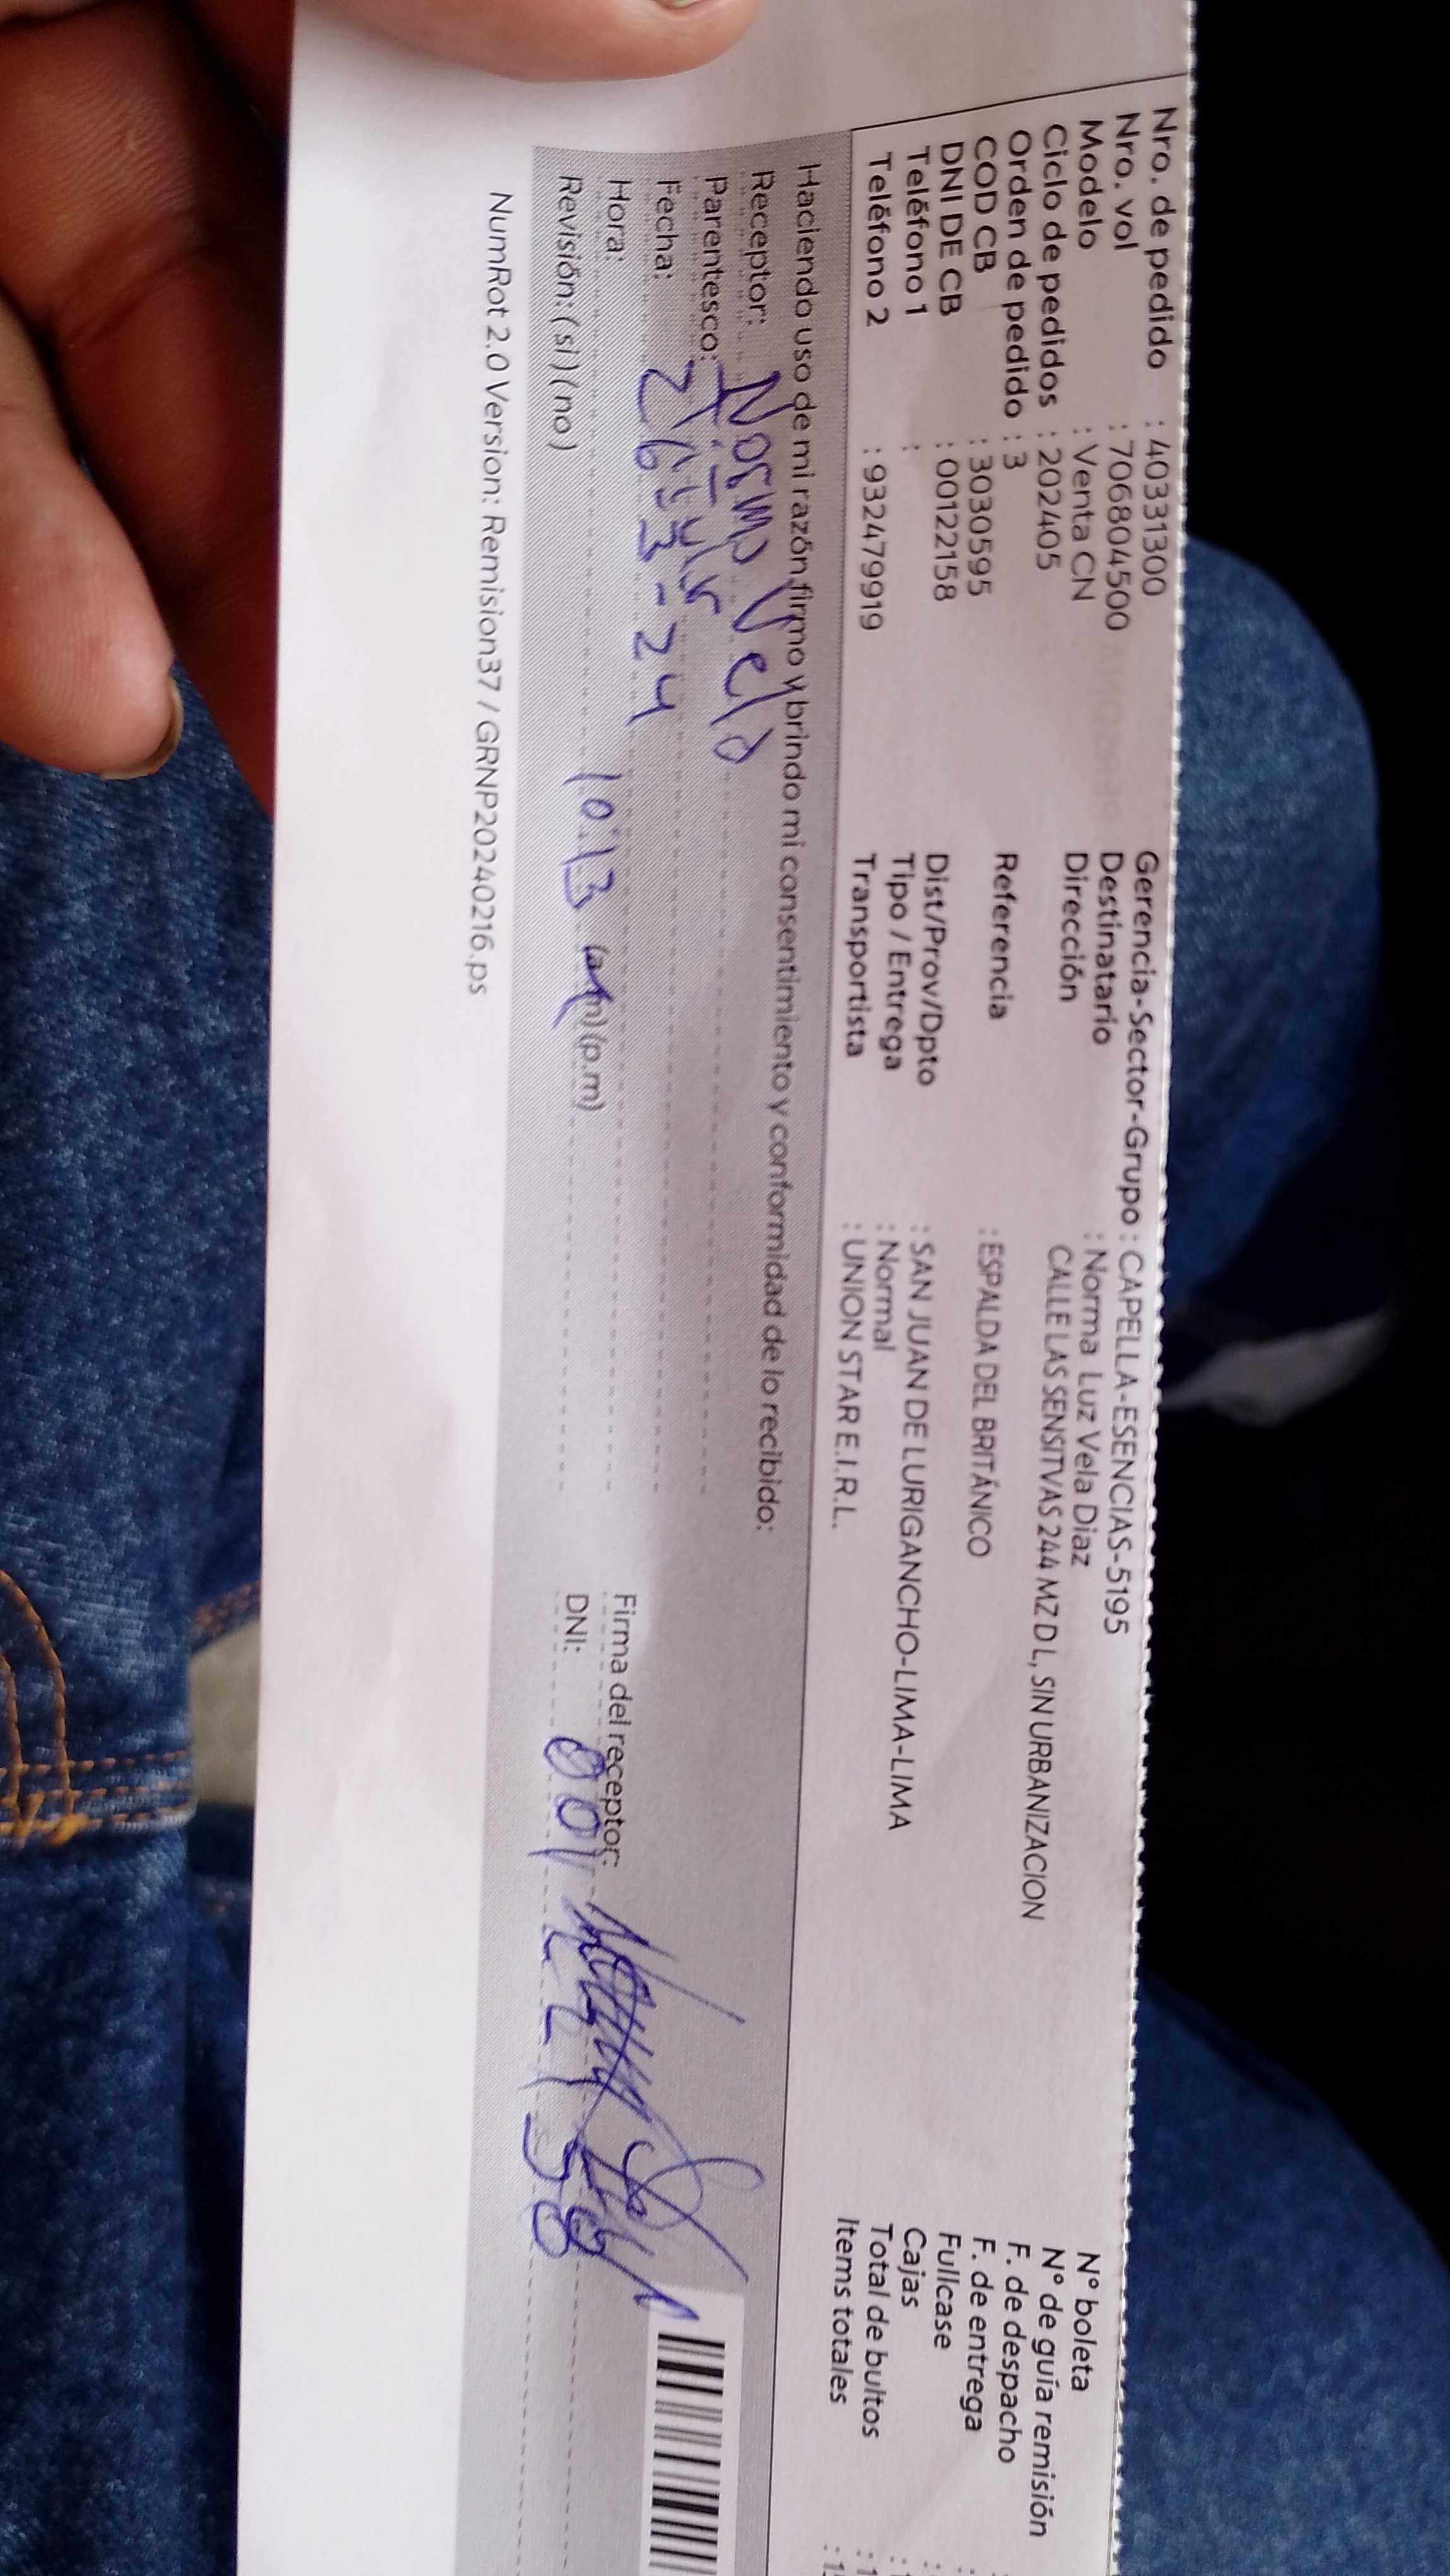 Nro. de pedido : 40331300
Nro. vol : 706804500
Modelo : Venta CN
Ciclo de pedidos : 202405
Orden de pedido : 3
COD CB : 3030595
DNI DE CB : 00122158
Teléfono 1 :
Teléfono 2 : 932479919
Gerencia-Sector-Grupo : CAPELLA-ESENCIAS-5195
Destinatario : Norma Luz Vela Diaz
Dirección CALLE LAS SENSITVAS 244 MZ D L, SIN URBANIZACION
Referencia : ESPALDA DEL BRITÁNICO
Dist/Prov/Dpto : SAN JUAN DE LURIGANCHO-LIMA-LIMA
Tipo / Entrega : Normal
Transportista : UNION STAR E.I.R.L.
N° boleta
N° de guía remisión
F. de despacho
F. de entrega :
Fullcase :
Cajas :
Total de bultos :
Items totales :
Haciendo uso de mi razón firmo y brindo mi consentimiento y conformidad de lo recibido:
Receptor: Norma Vela
Parentesco: Titular
Fecha: 26 3 - 24
Hora: 10:13 (a.m)(p.m)
Revisión: (si) (no)
Firma del receptor:
DNI: 00122158
NumRot 2.0 Version: Remision37 / GRNP20240216.ps